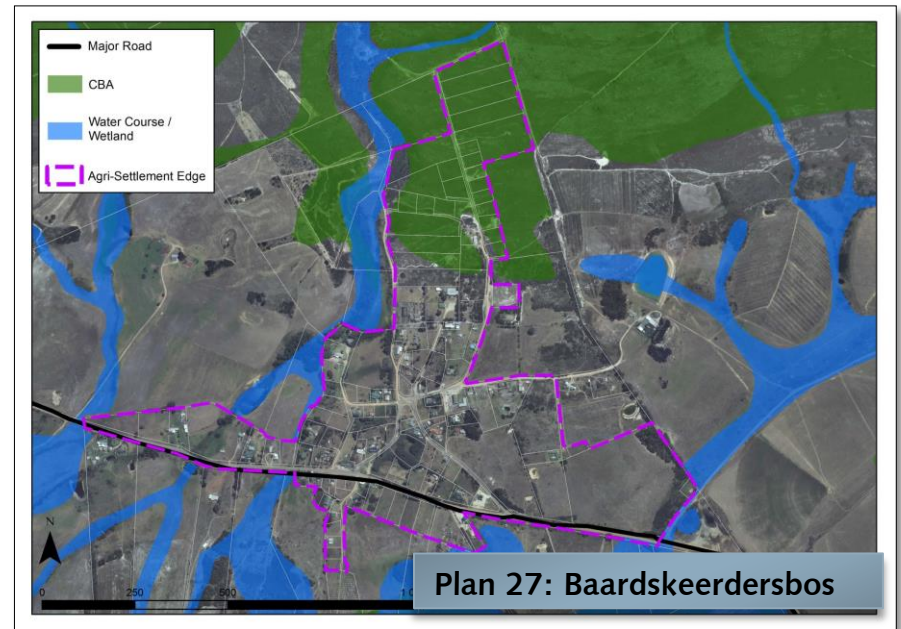 Major Road
CBA
Water Course /
Wetland
Agri-Settlement Edge
N
0 250 500
Plan 27: Baardskeerdersbos